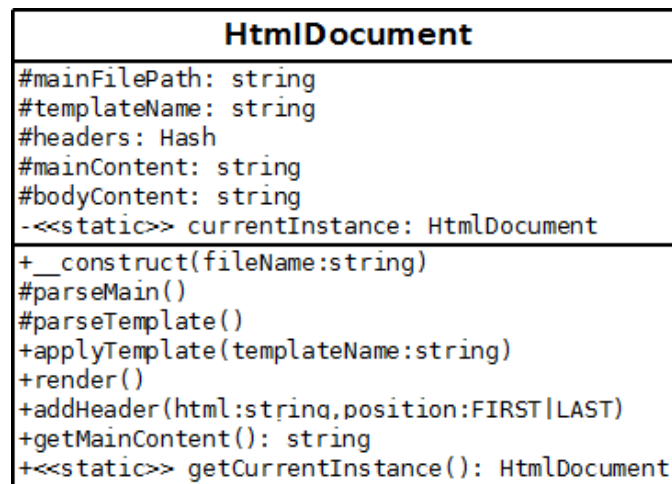 HtmlDocument
#mainFilePath: string
#templateName: string
#headers: Hash
#mainContent: string
#bodyContent: string
-<<static>> currentInstance: HtmlDocument
+__construct(fileName:string)
#parseMain()
#parseTemplate()
+applyTemplate(templateName:string)
+render()
+addHeader(html:string,position:FIRST|LAST)
+getMainContent(): string
+<<static>> getCurrentInstance(): HtmlDocument